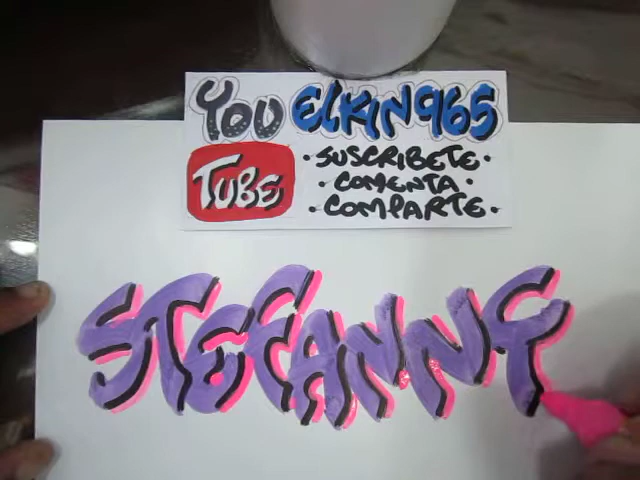 YOU ELKIN965
TUBE
·SUSCRIBETE·
·COMENTA·
·COMPARTE·
STEFANNY